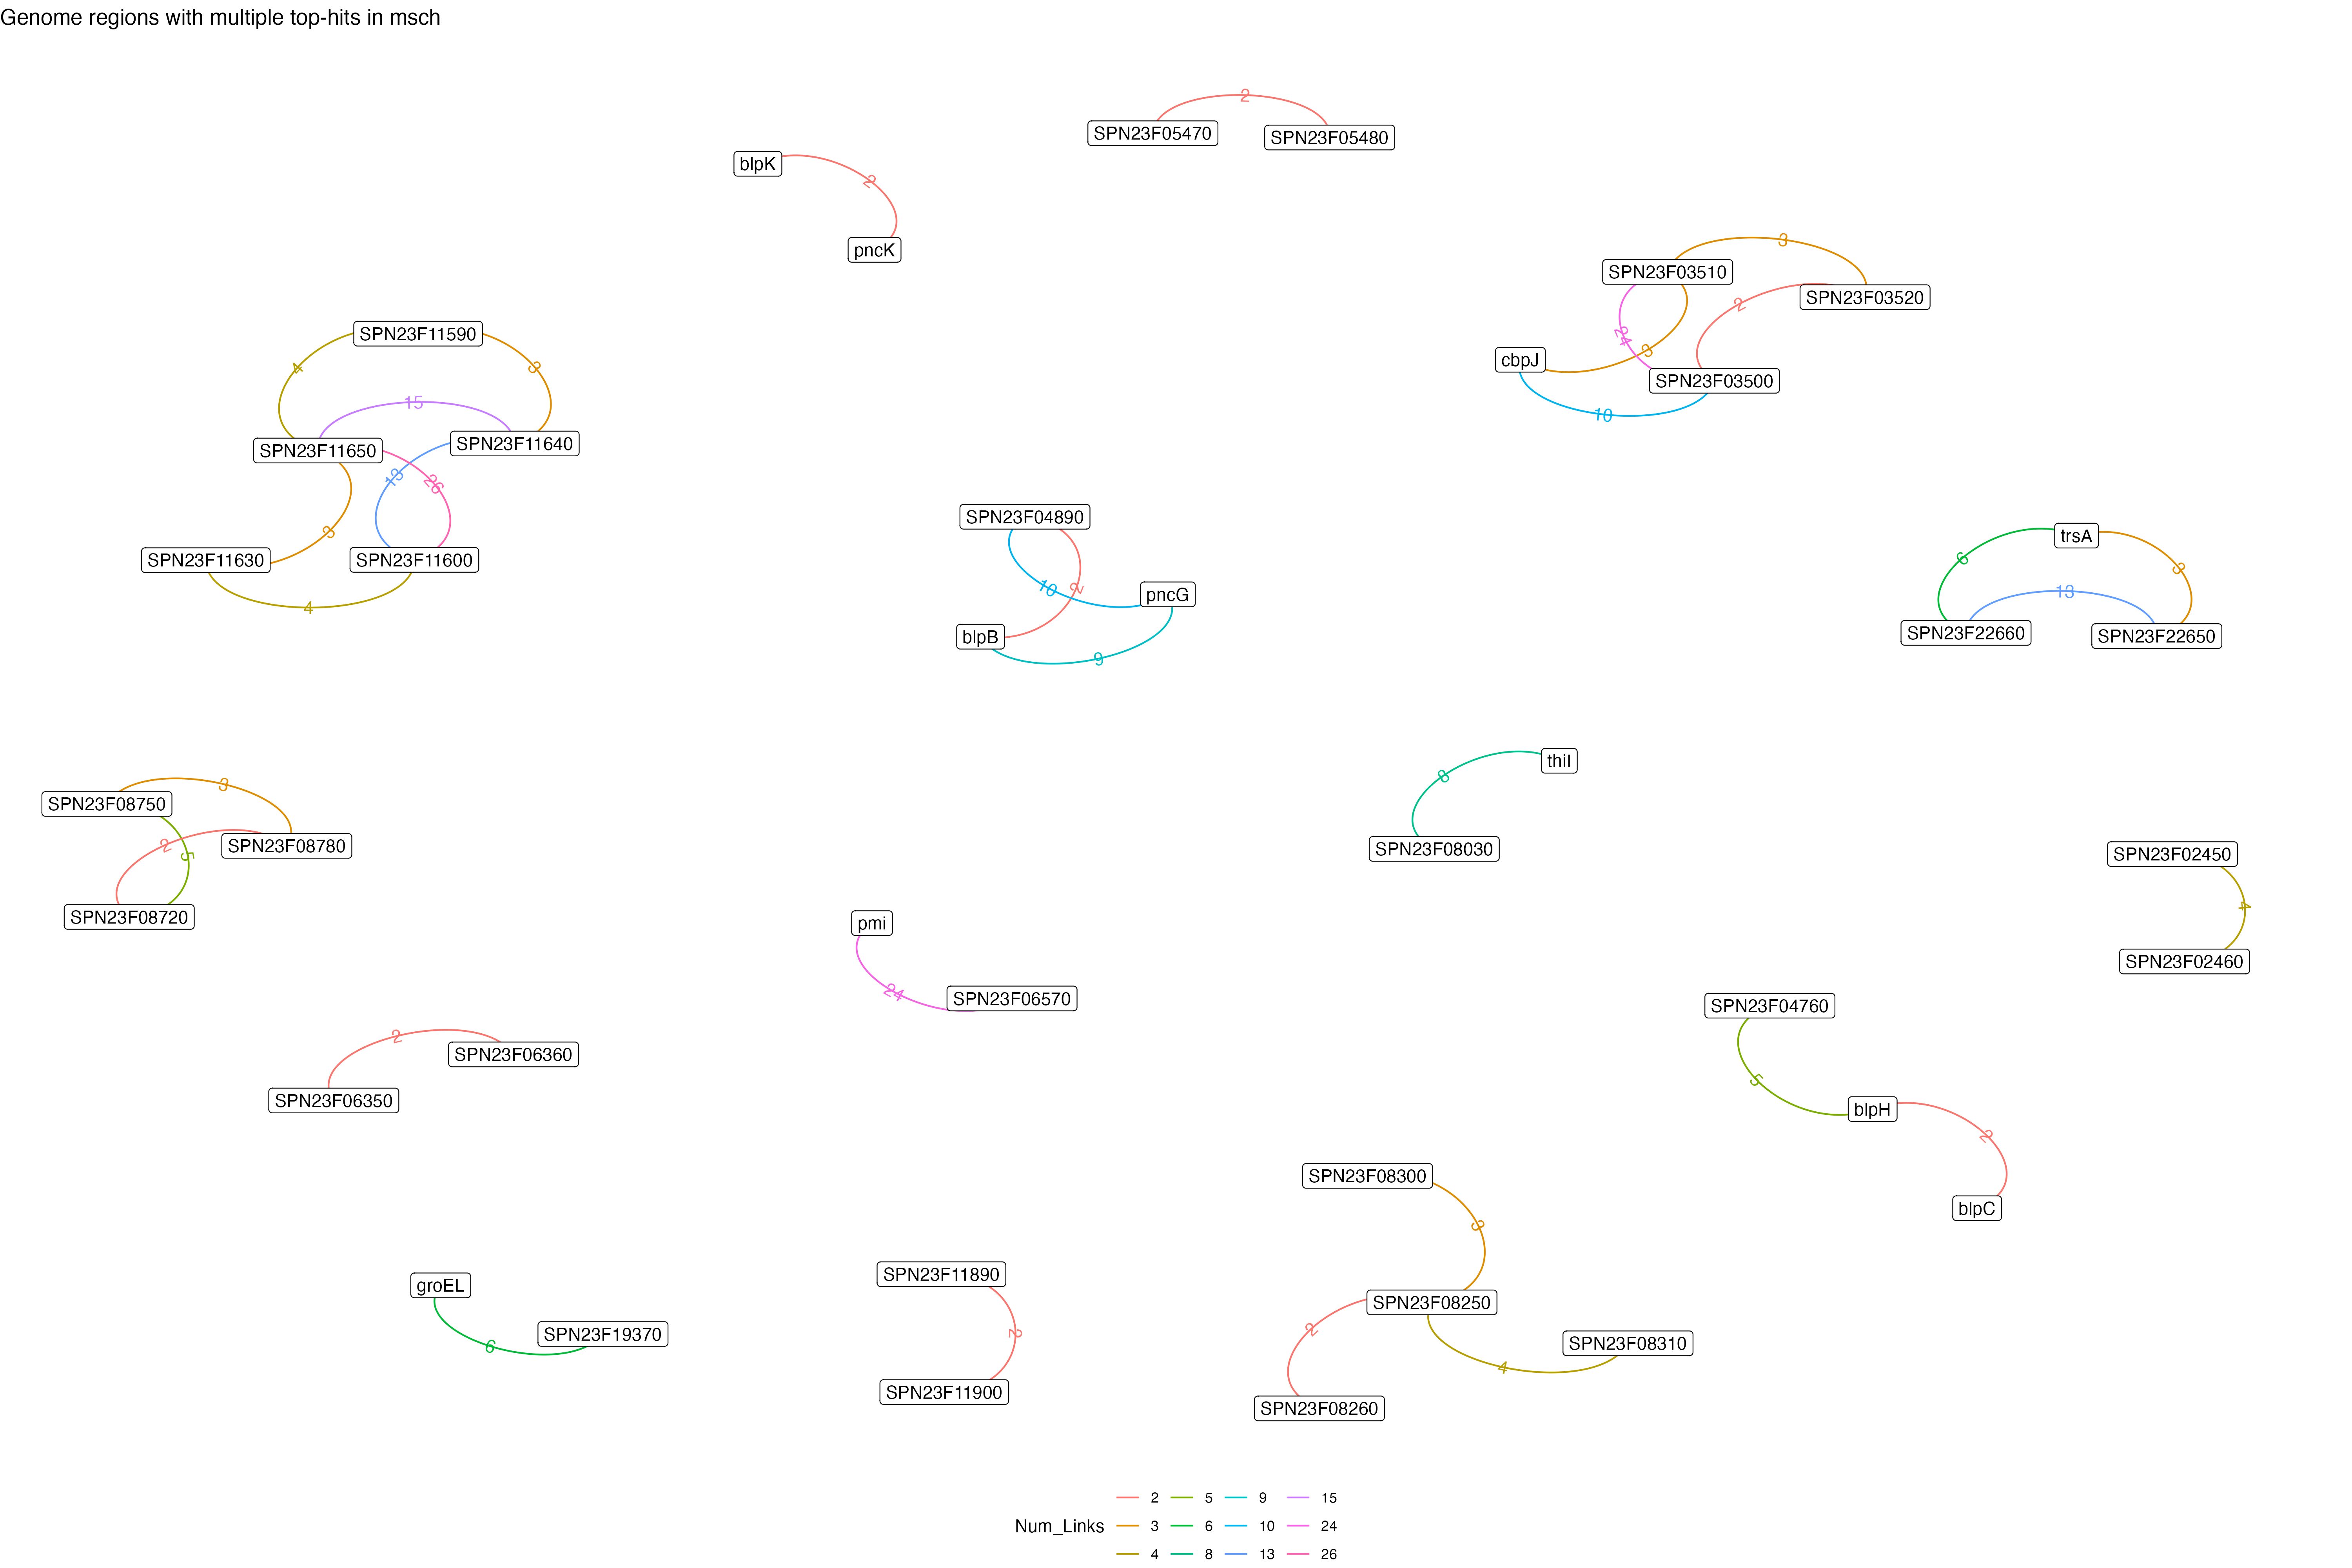 Genome regions with multiple top-hits in msch
2
SPN23F05470
SPN23F05480
blpK
2
pncK
3
SPN23F03510
SPN23F03520
2
24
3
cbpJ
SPN23F03500
10
SPN23F11590
4
3
15
SPN23F11650
SPN23F11640
13
26
3
SPN23F11630
SPN23F11600
4
SPN23F04890
10
2
pncG
blpB
9
trsA
6
3
13
SPN23F22660
SPN23F22650
thiI
8
SPN23F08030
3
SPN23F08750
2
5
SPN23F08780
SPN23F08720
SPN23F02450
4
SPN23F02460
pmi
24
SPN23F06570
SPN23F04760
5
blpH
2
blpC
2
SPN23F06360
SPN23F06350
SPN23F08300
3
SPN23F08250
2
4
SPN23F08310
SPN23F08260
groEL
6
SPN23F19370
SPN23F11890
2
SPN23F11900
Num_Links
2 5 9 15
3 6 10 24
4 8 13 26